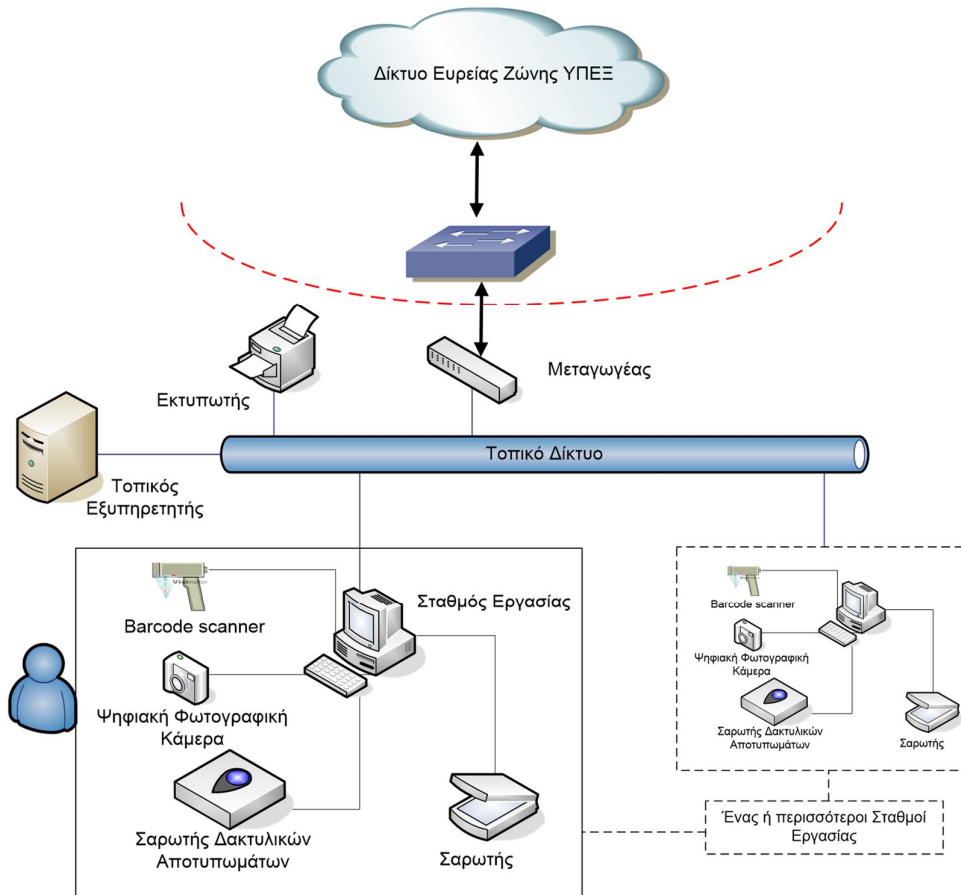 Δίκτυο Ευρείας Ζώνης ΥΠΕΞ
Μεταγωγέας
Εκτυπωτής
Τοπικό Δίκτυο
Τοπικός
Εξυπηρετητής
Barcode scanner
Σταθμός Εργασίας
Ψηφιακή Φωτογραφική
Κάμερα
Σαρωτής Δακτυλικών
Αποτυπωμάτων
Σαρωτής
Barcode scanner
Ψηφιακή Φωτογραφική
Κάμερα
Σαρωτής Δακτυλικών
Αποτυπωμάτων
Σαρωτής
Ένας ή περισσότεροι Σταθμοί
Εργασίας